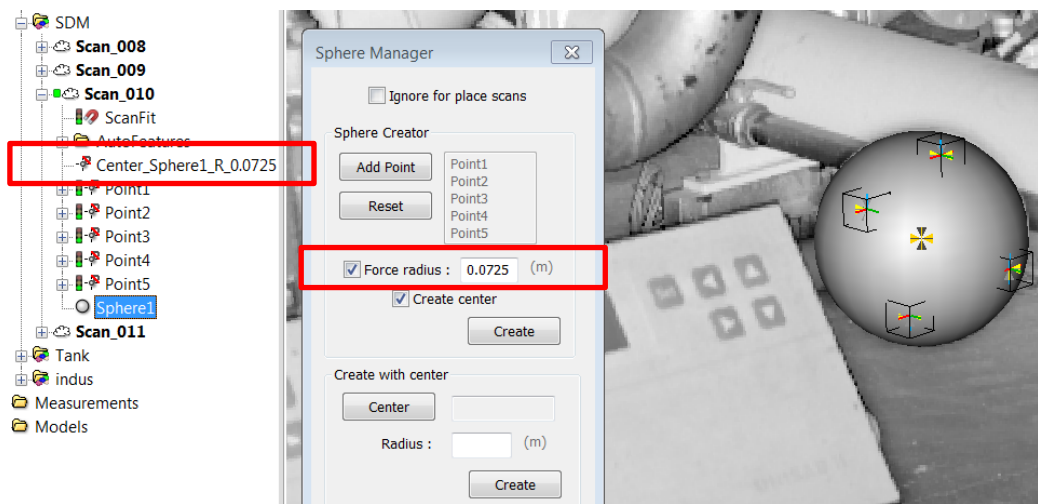 SDM
Scan_008
Scan_009
Scan_010
ScanFit
AutoFeatures
Center_Sphere1_R_0.0725
Point1
Point2
Point3
Point4
Point5
Sphere1
Scan_011
Tank
indus
Measurements
Models
Sphere Manager
Ignore for place scans
Sphere Creator
Add Point
Reset
Point1
Point2
Point3
Point4
Point5
Force radius : 0.0725 (m)
Create center
Create
Create with center
Center
Radius : (m)
Create